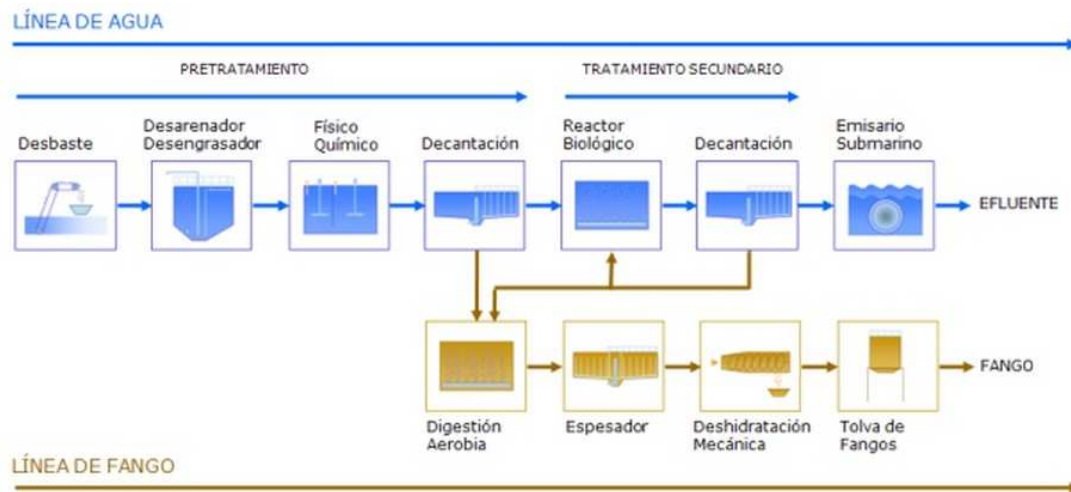 LÍNEA DE AGUA
PRETRATAMIENTO
TRATAMIENTO SECUNDARIO
Desbaste
Desarenador
Desengrasador
Físico
Químico
Decantación
Reactor
Biológico
Decantación
Emisario
Submarino
EFLUENTE
FANGO
Digestión
Aerobia
Espesador
Deshidratación
Mecánica
Tolva de
Fangos
LÍNEA DE FANGO